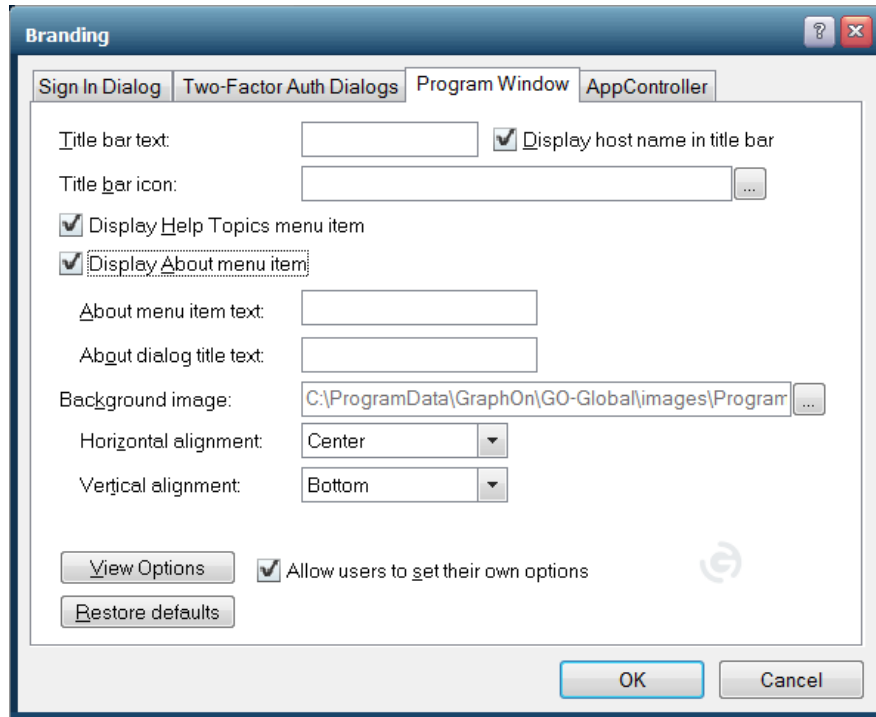 Branding
Sign In Dialog Two-Factor Auth Dialogs Program Window AppController
Title bar text: Display host name in title bar
Title bar icon: ...
Display Help Topics menu item
Display About menu item
About menu item text:
About dialog title text:
Background image: C:\ProgramData\GraphOn\GO-Global\images\Program ...
Horizontal alignment: Center
Vertical alignment: Bottom
View Options Allow users to set their own options
Restore defaults
OK Cancel